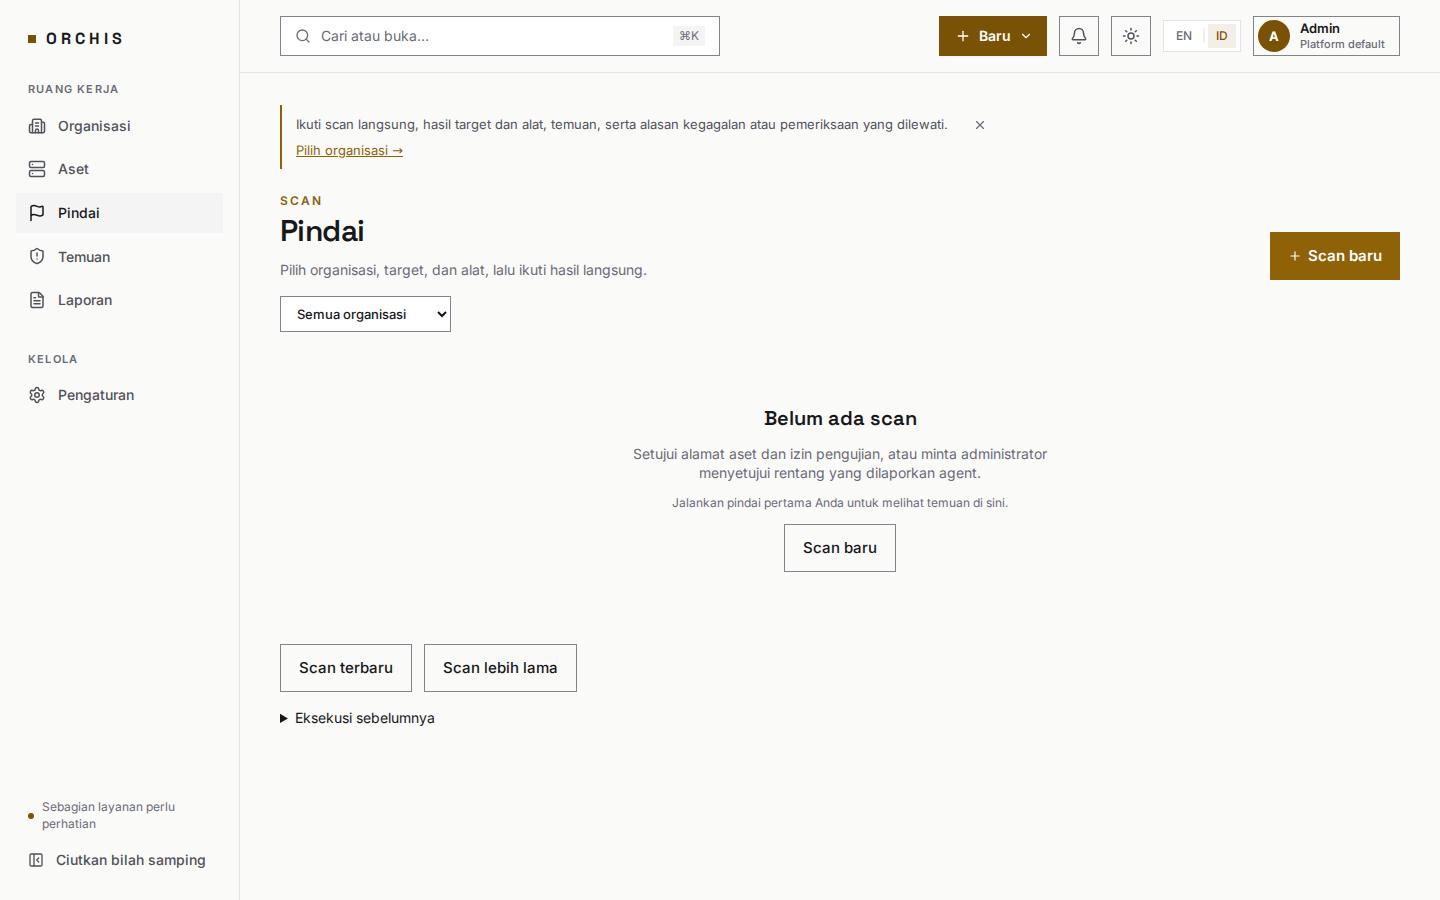 ORCHIS
RUANG KERJA
Organisasi
Aset
Pindai
Temuan
Laporan
KELOLA
Pengaturan
Sebagian layanan perlu
perhatian
Ciutkan bilah samping
Cari atau buka...
⌘K
Baru
EN
ID
A
Admin
Platform default
Ikuti scan langsung, hasil target dan alat, temuan, serta alasan kegagalan atau pemeriksaan yang dilewati.
Pilih organisasi →
SCAN
Pindai
Pilih organisasi, target, dan alat, lalu ikuti hasil langsung.
Scan baru
Semua organisasi
Belum ada scan
Setujui alamat aset dan izin pengujian, atau minta administrator
menyetujui rentang yang dilaporkan agent.
Jalankan pindai pertama Anda untuk melihat temuan di sini.
Scan baru
Scan terbaru
Scan lebih lama
Eksekusi sebelumnya